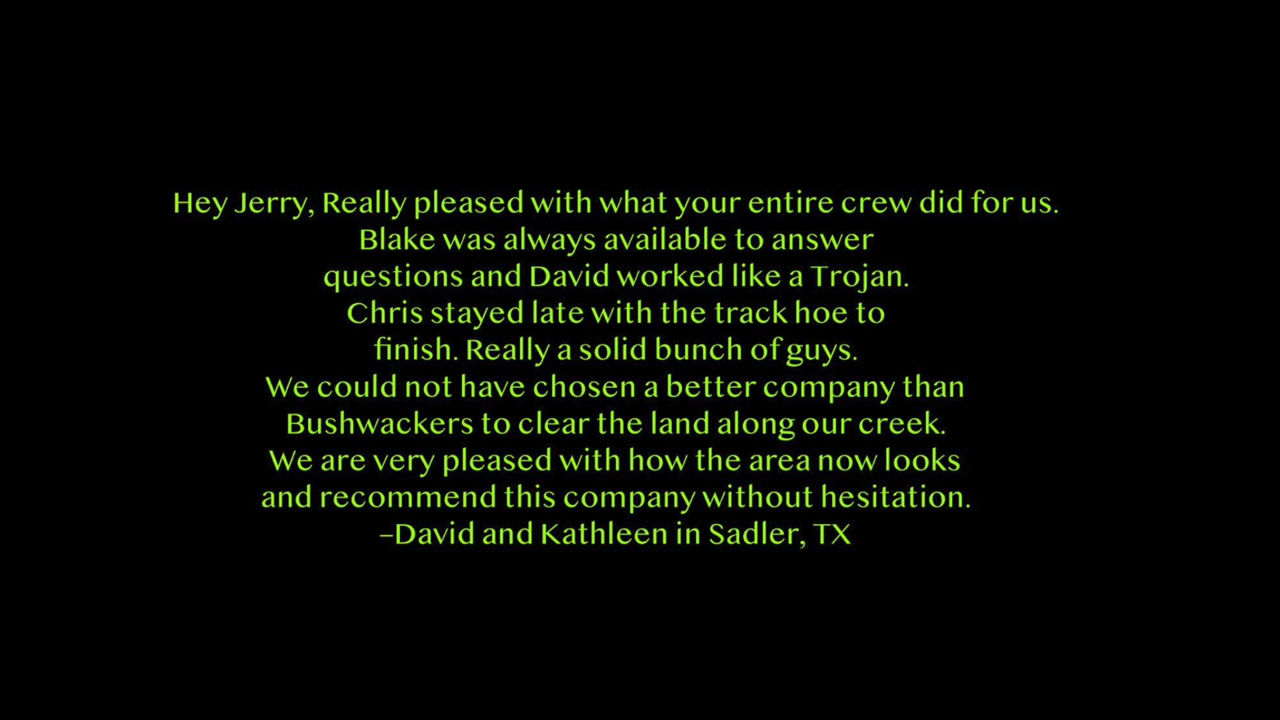 Hey Jerry, Really pleased with what your entire crew did for us.
Blake was always available to answer
questions and David worked like a Trojan.
Chris stayed late with the track hoe to
finish. Really a solid bunch of guys.
We could not have chosen a better company than
Bushwackers to clear the land along our creek.
We are very pleased with how the area now looks
and recommend this company without hesitation.
–David and Kathleen in Sadler, TX